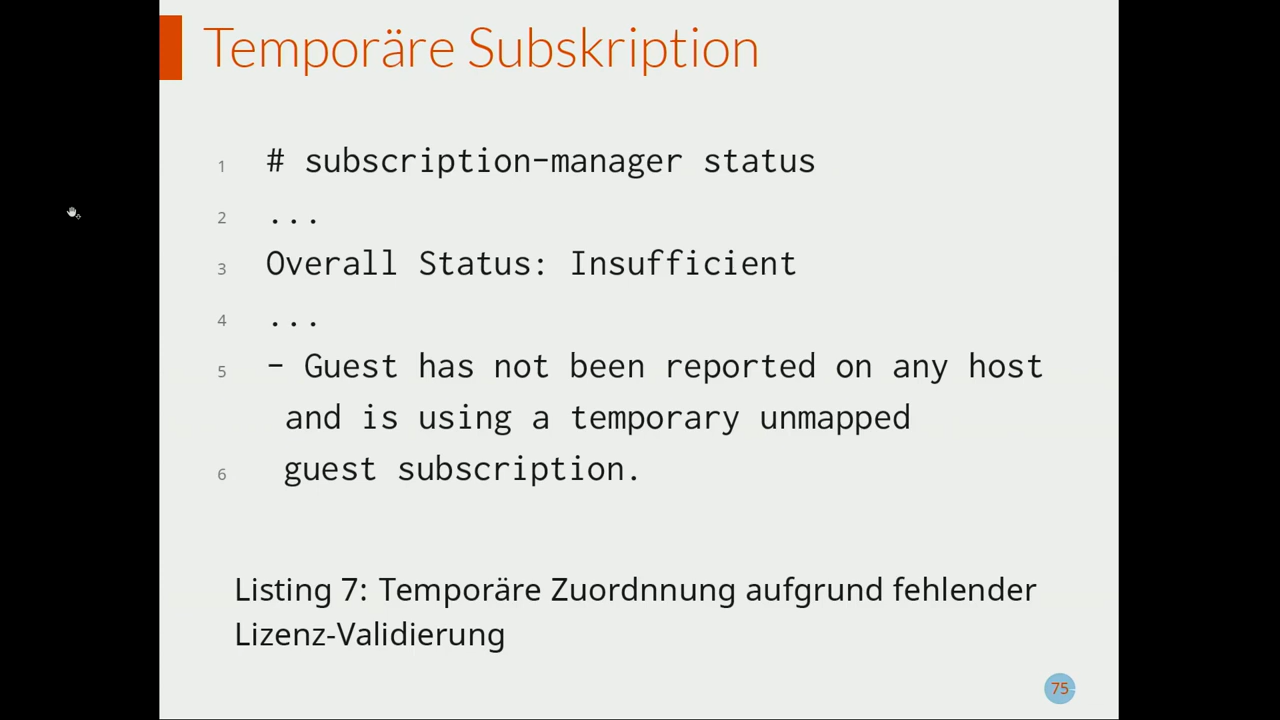 Temporäre Subskription
1 # subscription-manager status
2 ...
3 Overall Status: Insufficient
4 ...
5 - Guest has not been reported on any host
and is using a temporary unmapped
6 guest subscription.
Listing 7: Temporäre Zuordnnung aufgrund fehlender
Lizenz-Validierung
75